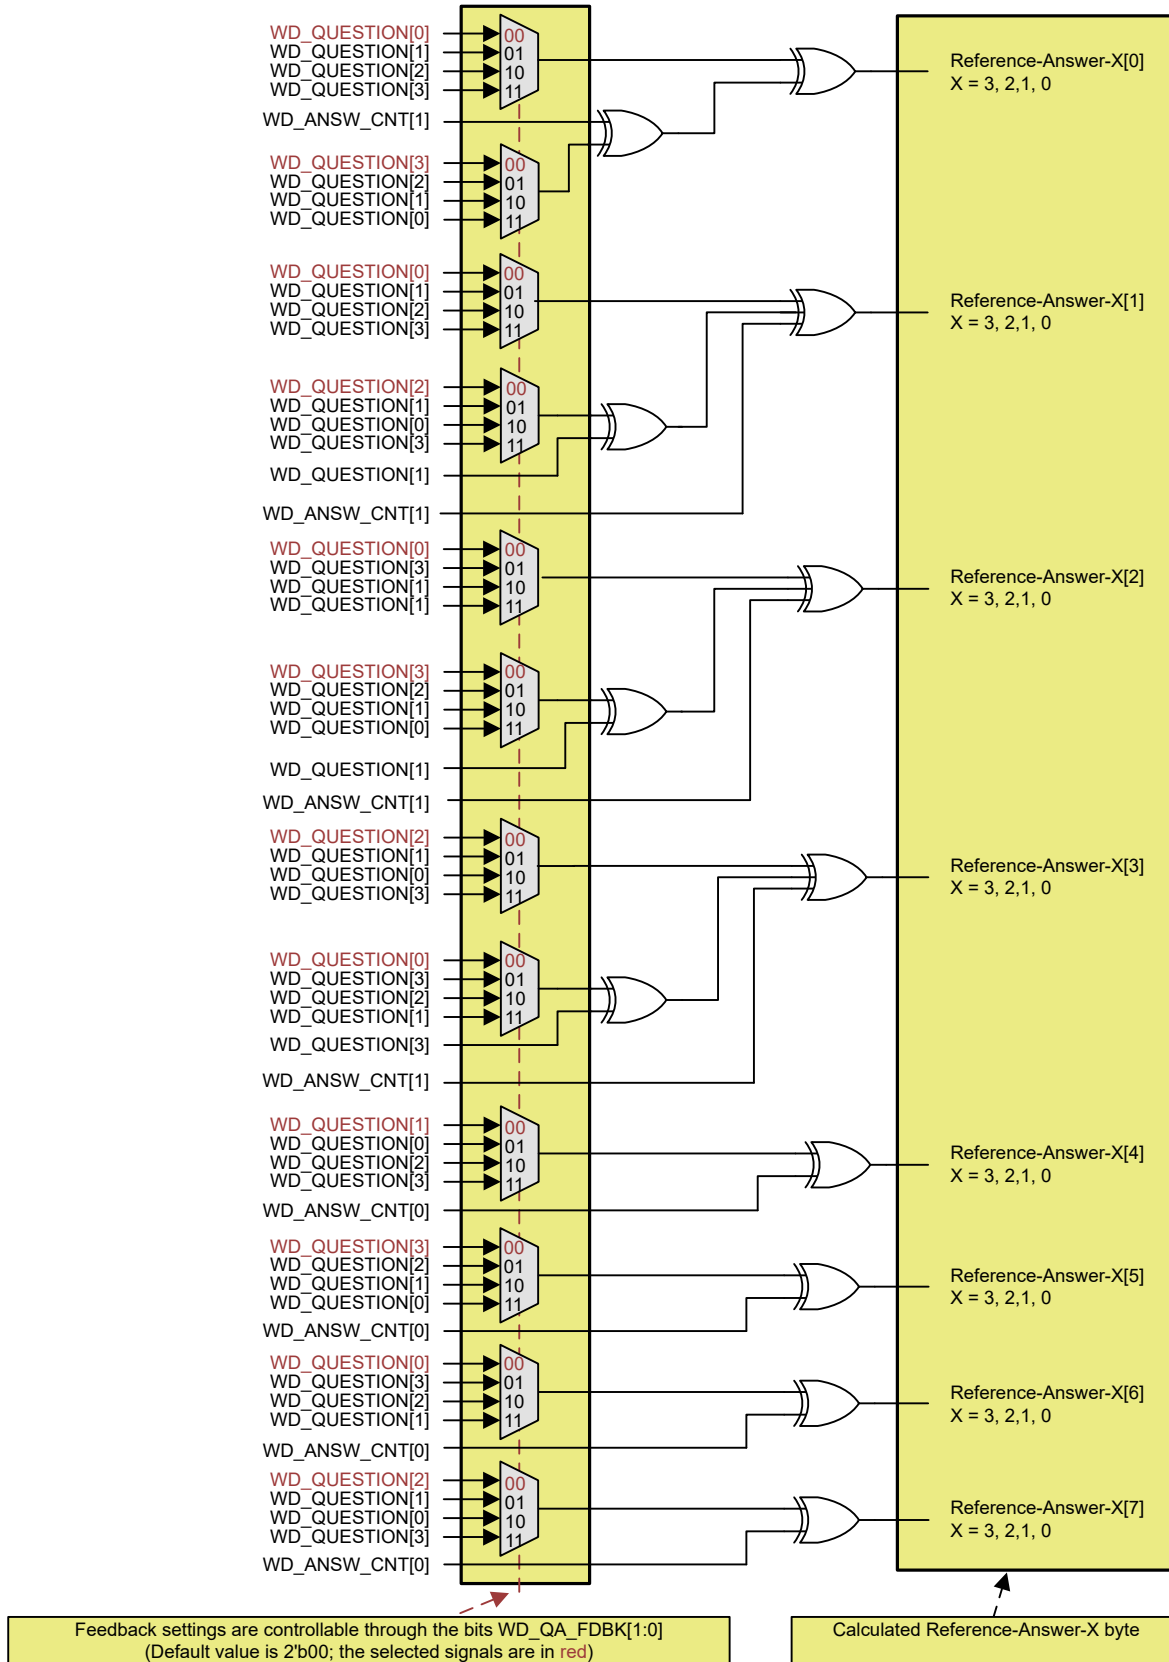 WD_QUESTION[0]
WD_QUESTION[1]
WD_QUESTION[2]
WD_QUESTION[3]
00
01
10
11
WD_ANSW_CNT[1]
WD_QUESTION[3]
WD_QUESTION[2]
WD_QUESTION[1]
WD_QUESTION[0]
00
01
10
11
Reference-Answer-X[0]
X = 3, 2,1, 0
WD_QUESTION[0]
WD_QUESTION[1]
WD_QUESTION[2]
WD_QUESTION[3]
00
01
10
11
WD_QUESTION[2]
WD_QUESTION[1]
WD_QUESTION[0]
WD_QUESTION[3]
00
01
10
11
WD_QUESTION[1]
WD_ANSW_CNT[1]
Reference-Answer-X[1]
X = 3, 2,1, 0
WD_QUESTION[0]
WD_QUESTION[3]
WD_QUESTION[1]
WD_QUESTION[1]
00
01
10
11
WD_QUESTION[3]
WD_QUESTION[2]
WD_QUESTION[1]
WD_QUESTION[0]
00
01
10
11
WD_QUESTION[1]
WD_ANSW_CNT[1]
Reference-Answer-X[2]
X = 3, 2,1, 0
WD_QUESTION[2]
WD_QUESTION[1]
WD_QUESTION[0]
WD_QUESTION[3]
00
01
10
11
WD_QUESTION[0]
WD_QUESTION[3]
WD_QUESTION[2]
WD_QUESTION[1]
00
01
10
11
WD_QUESTION[3]
WD_ANSW_CNT[1]
Reference-Answer-X[3]
X = 3, 2,1, 0
WD_QUESTION[1]
WD_QUESTION[0]
WD_QUESTION[2]
WD_QUESTION[3]
00
01
10
11
WD_ANSW_CNT[0]
Reference-Answer-X[4]
X = 3, 2,1, 0
WD_QUESTION[3]
WD_QUESTION[2]
WD_QUESTION[1]
WD_QUESTION[0]
00
01
10
11
WD_ANSW_CNT[0]
Reference-Answer-X[5]
X = 3, 2,1, 0
WD_QUESTION[0]
WD_QUESTION[3]
WD_QUESTION[2]
WD_QUESTION[1]
00
01
10
11
WD_ANSW_CNT[0]
Reference-Answer-X[6]
X = 3, 2,1, 0
WD_QUESTION[2]
WD_QUESTION[1]
WD_QUESTION[0]
WD_QUESTION[3]
00
01
10
11
WD_ANSW_CNT[0]
Reference-Answer-X[7]
X = 3, 2,1, 0
Feedback settings are controllable through the bits WD_QA_FDBK[1:0]
(Default value is 2'b00; the selected signals are in red)
Calculated Reference-Answer-X byte